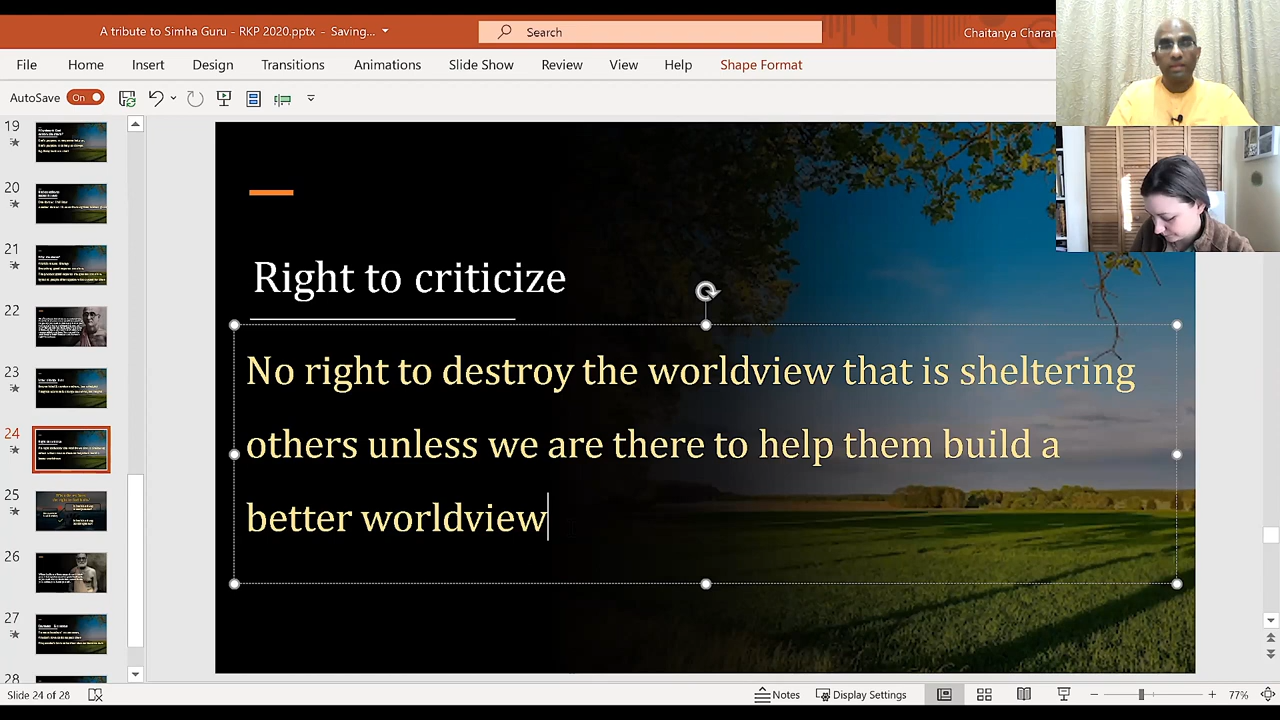 A tribute to Simha Guru - RKP 2020.pptx - Saving...
Search
Chaitanya Charan
File Home Insert Design Transitions Animations Slide Show Review View Help Shape Format
AutoSave On
19
20
21
22
23
24
25
26
27
28
Right to criticize
No right to destroy the worldview that is sheltering
others unless we are there to help them build a
better worldview
Slide 24 of 28
Notes Display Settings 77%